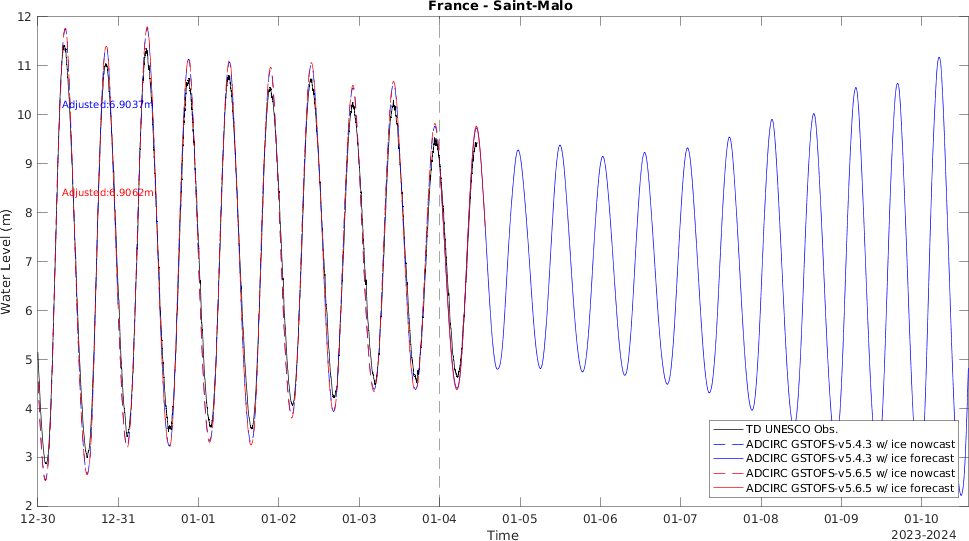 France - Saint-Malo
12
11
10
9
8
7
6
5
4
3
2
Water Level (m)
Adjusted:6.9037m
Adjusted:6.9062m
TD UNESCO Obs.
ADCIRC GSTOFS-v5.4.3 w/ ice nowcast
ADCIRC GSTOFS-v5.4.3 w/ ice forecast
ADCIRC GSTOFS-v5.6.5 w/ ice nowcast
ADCIRC GSTOFS-v5.6.5 w/ ice forecast
12-30 12-31 01-01 01-02 01-03 01-04 01-05 01-06 01-07 01-08 01-09 01-10
Time
2023-2024